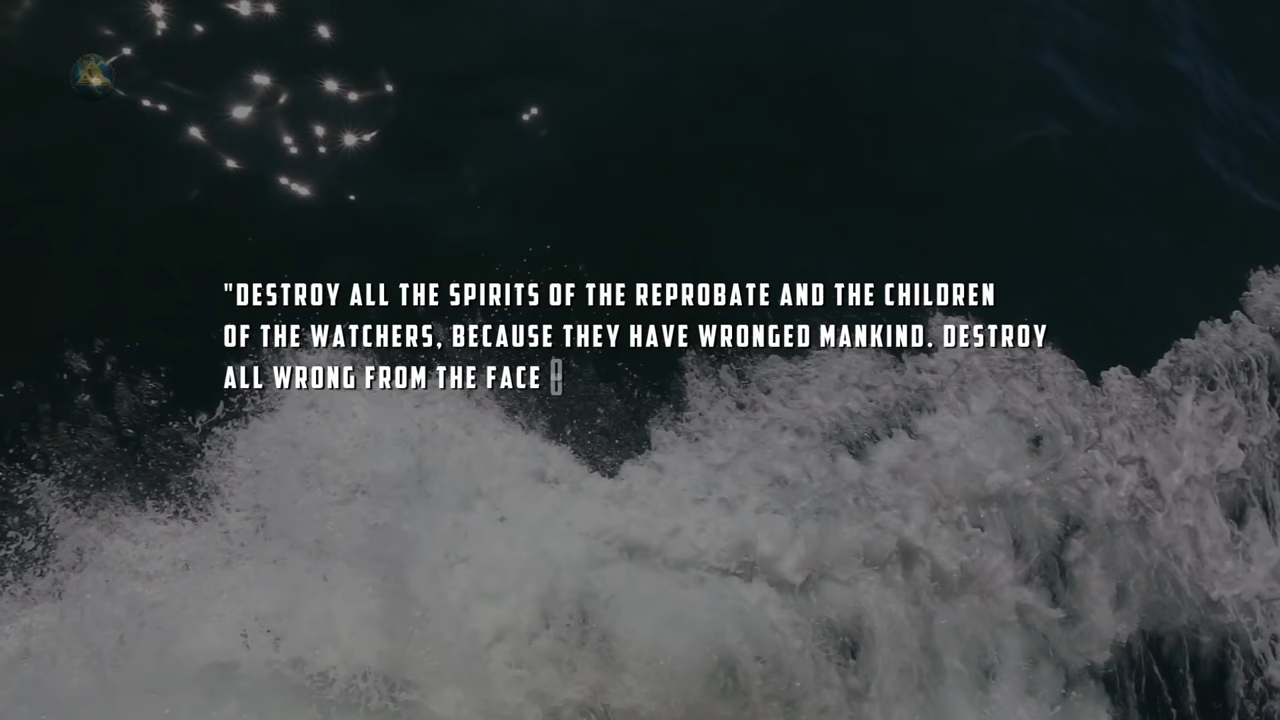 "DESTROY ALL THE SPIRITS OF THE REPROBATE AND THE CHILDREN
OF THE WATCHERS, BECAUSE THEY HAVE WRONGED MANKIND. DESTROY
ALL WRONG FROM THE FACE